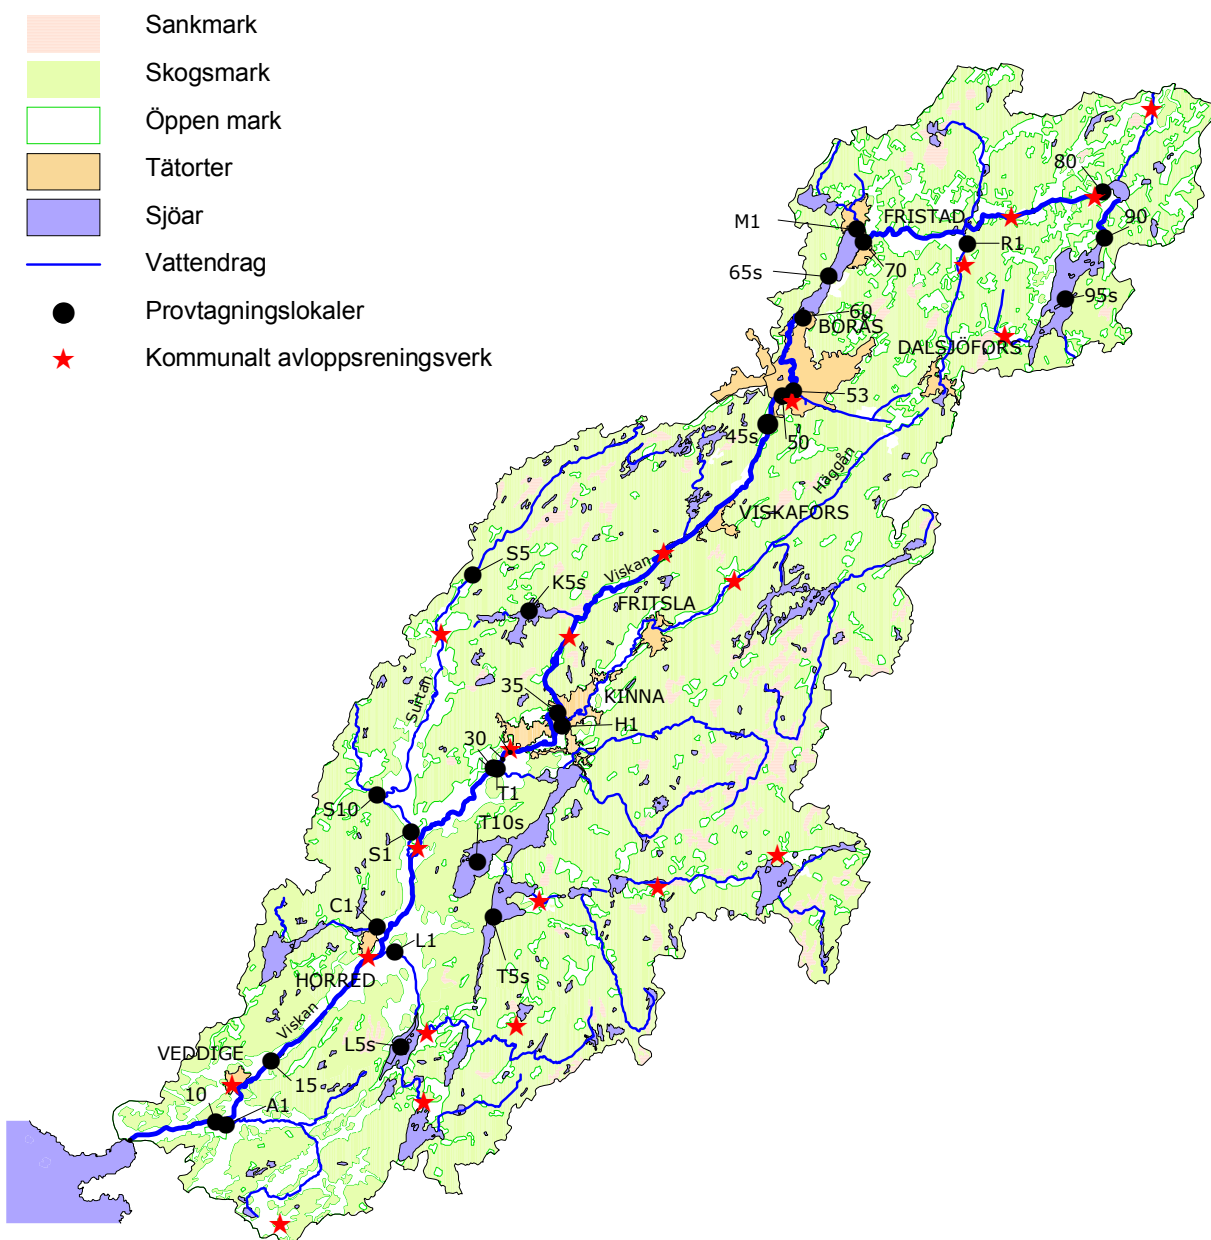 Sankmark
Skogsmark
Öppen mark
Tätorter
Sjöar
Vattendrag
Provtagningslokaler
Kommunalt avloppsreningsverk
80
M1
FRISTAD
90
R1
70
65s
95s
60
BORÅS
DALSJÖFORS
53
45s
50
Häggån
VISKAFORS
S5
Viskan
K5s
FRITSLA
Surtan
35
KINNA
H1
30
T1
S10
T10s
S1
C1
L1
HORRED
T5s
Viskan
L5s
VEDDIGE
15
10
A1